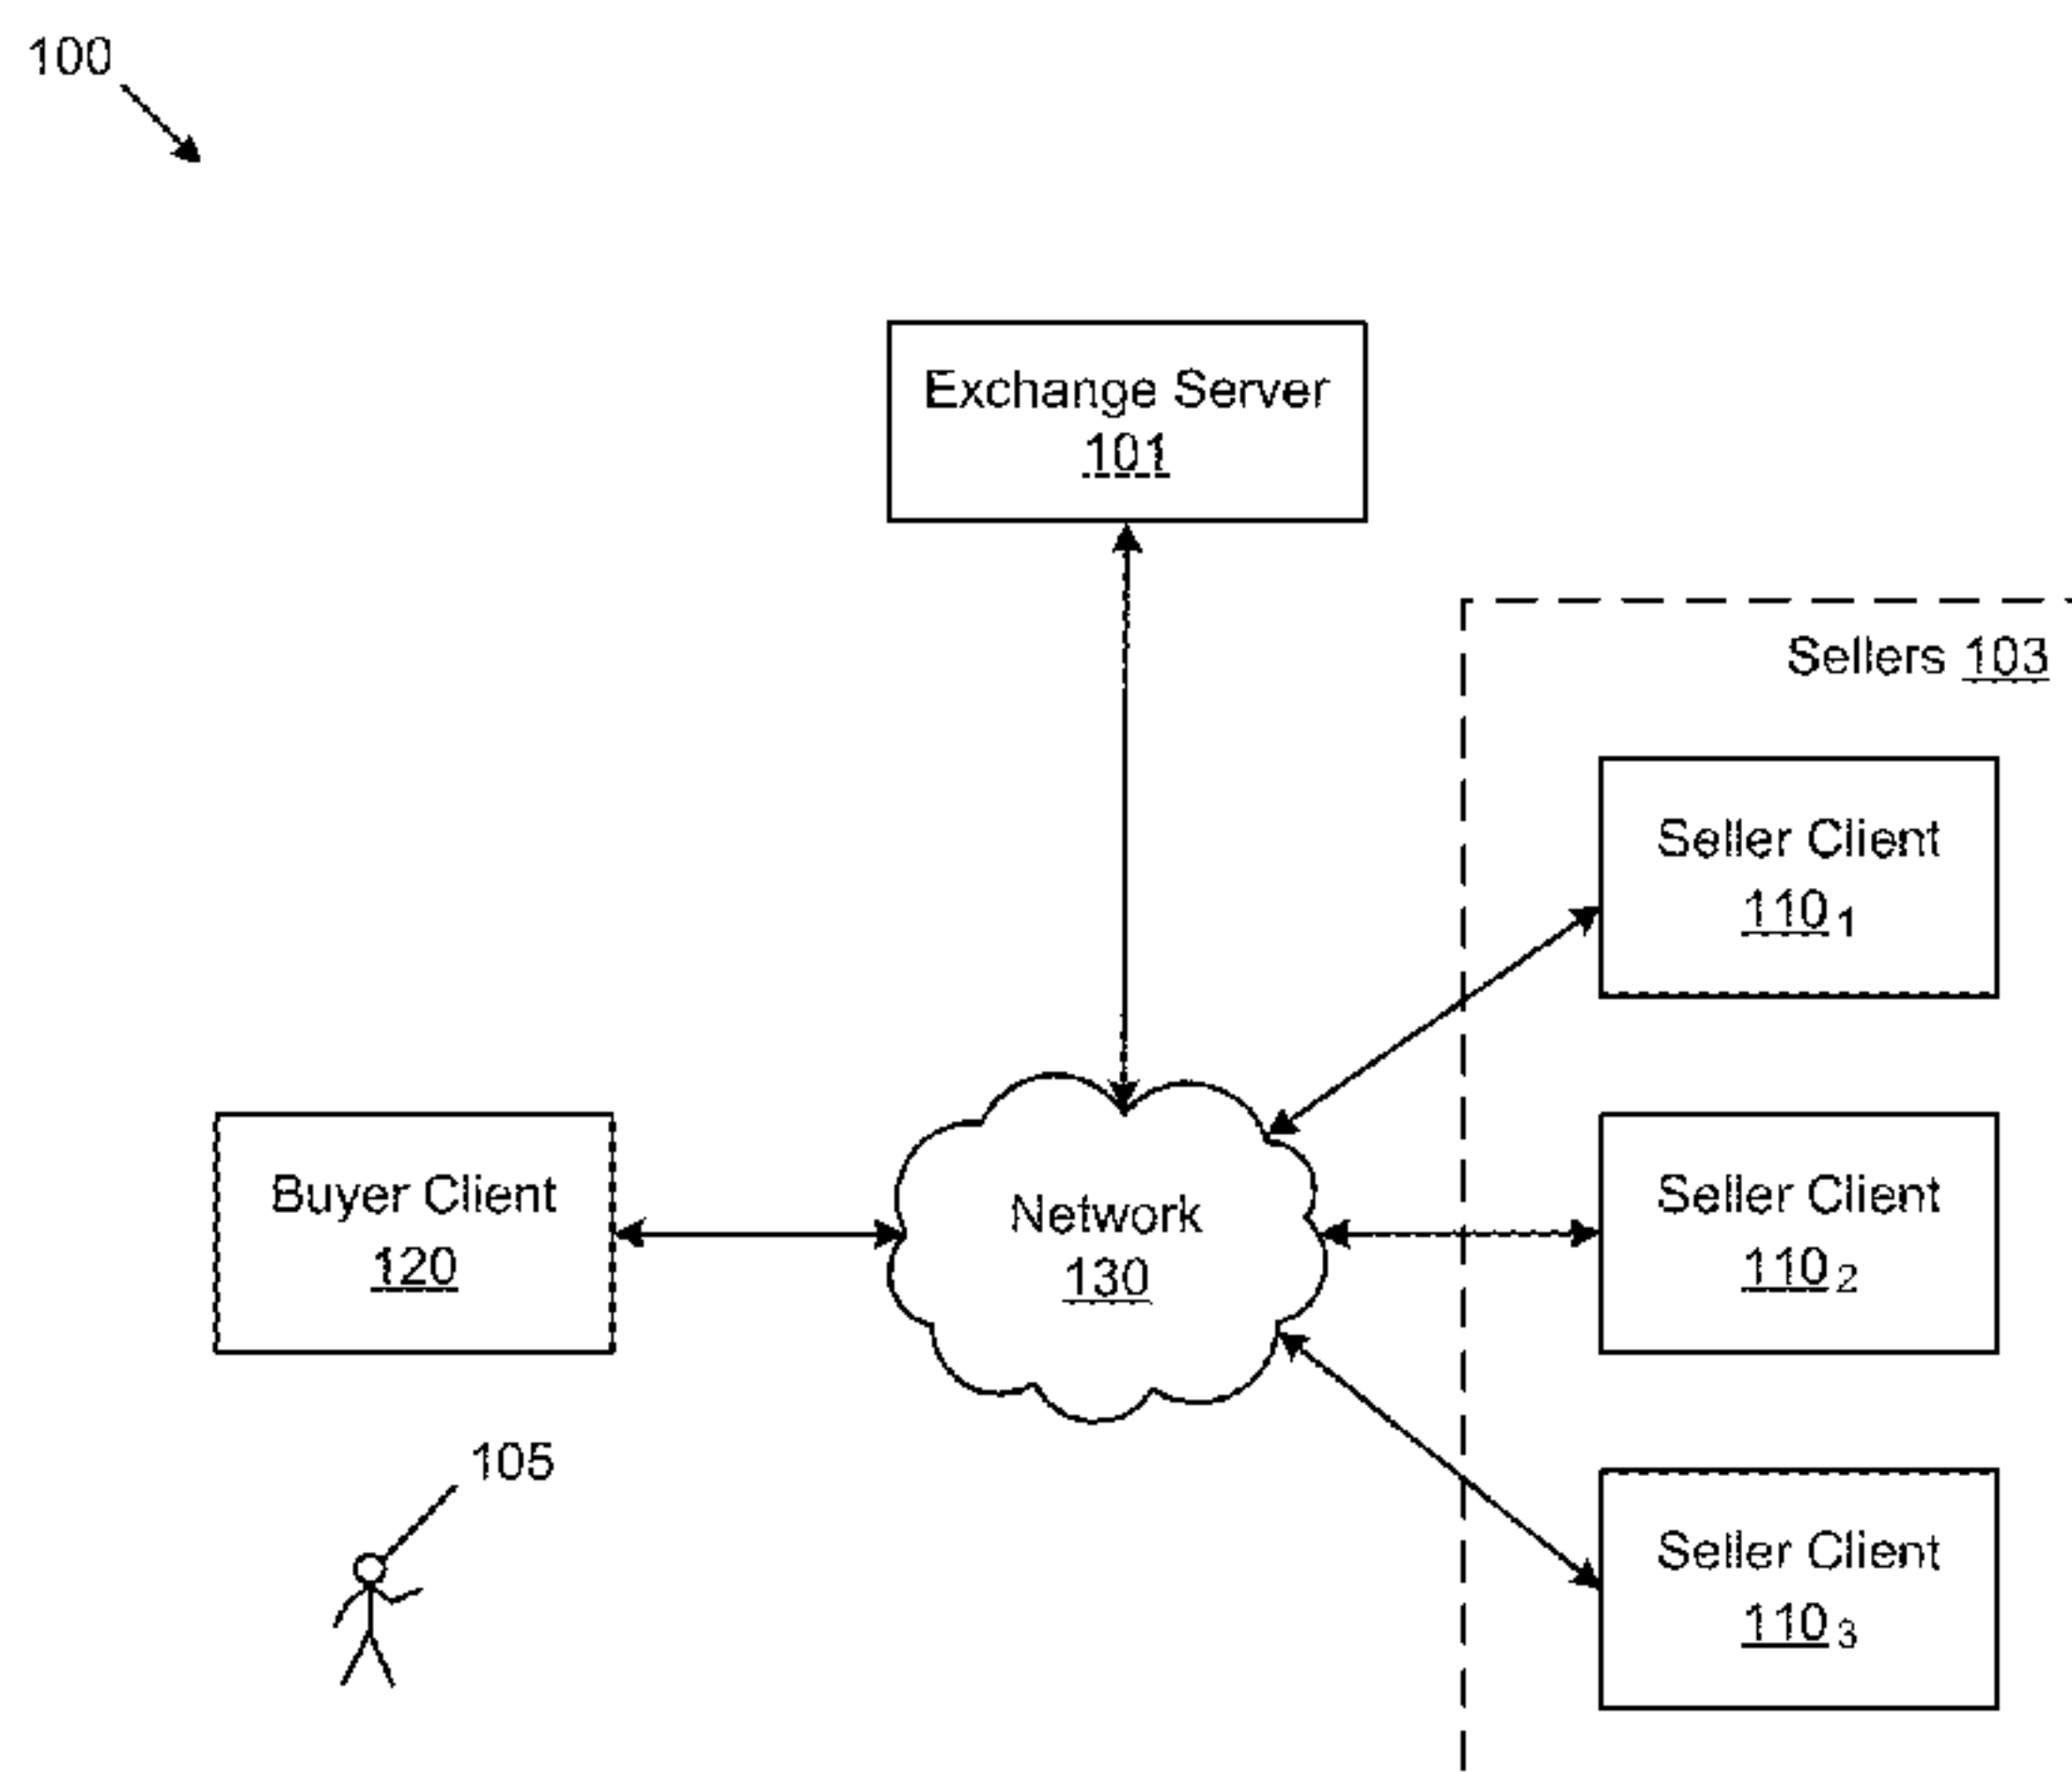 100
Exchange Server
101
Sellers 103
Seller Client
110 1
Buyer Client
120
Network
130
Seller Client
110 2
105
Seller Client
110 3